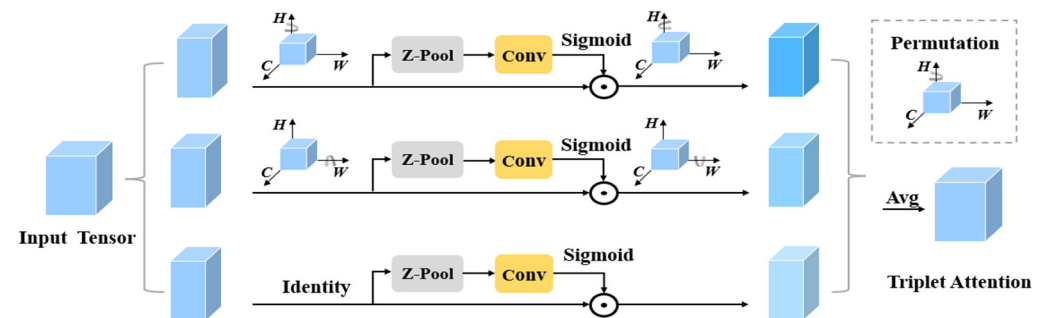 H
W
C
Z-Pool
Conv
Sigmoid
H
W
C
Permutation
H
W
C
H
W
C
Z-Pool
Conv
Sigmoid
H
W
C
Input Tensor
Avg
Identity
Z-Pool
Conv
Sigmoid
Triplet Attention